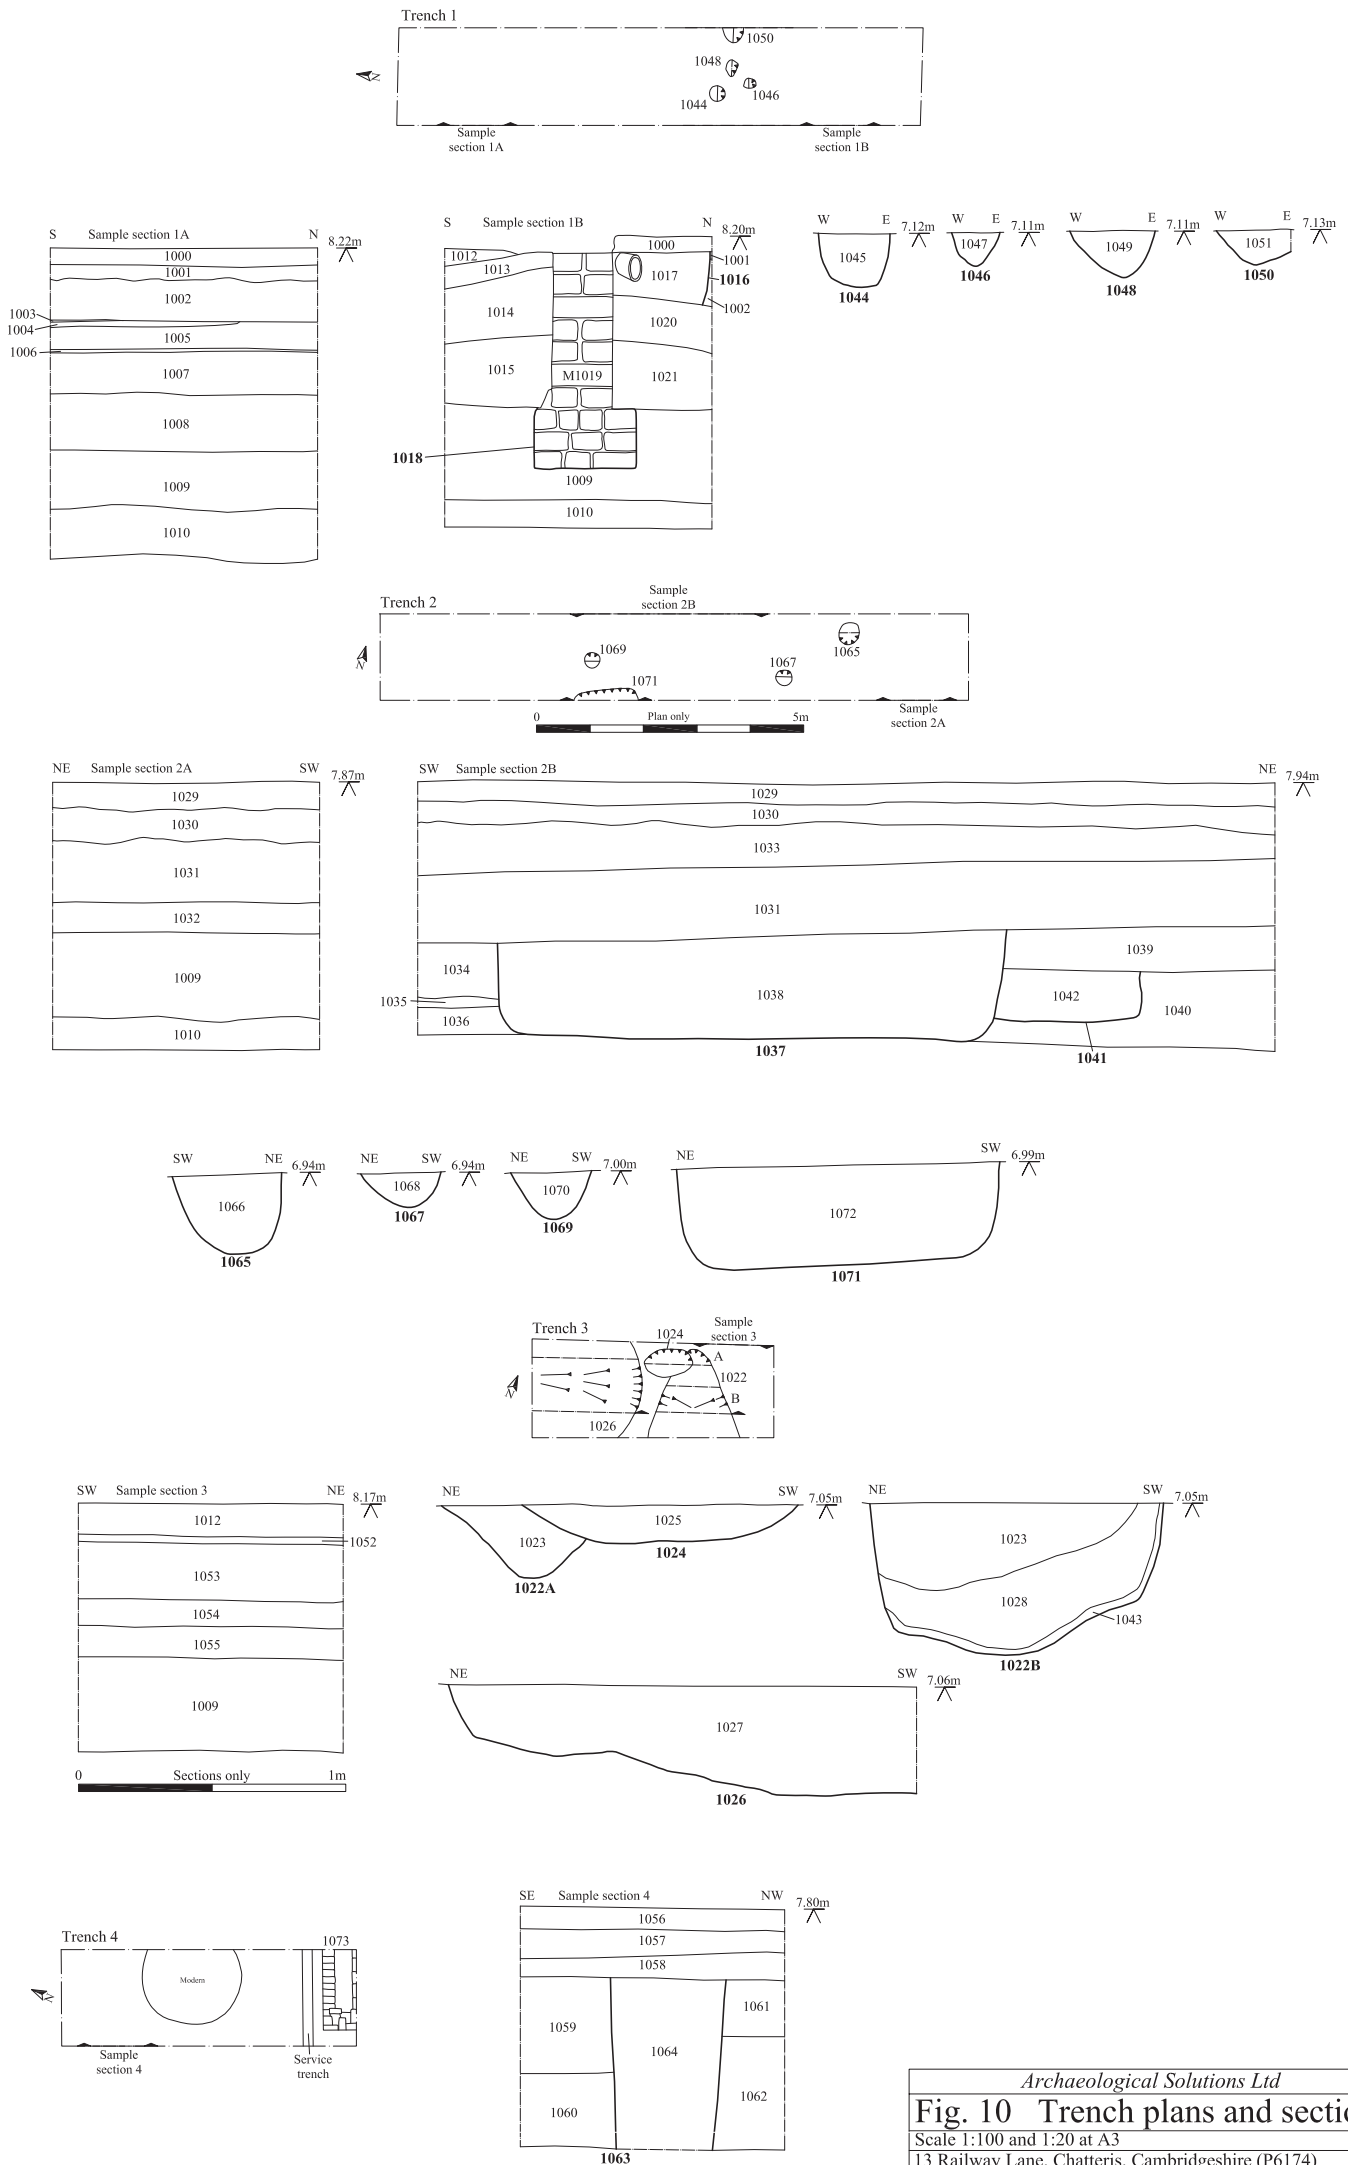 Trench 1
1050
1048
1046
1044
N
Sample
section 1A
Sample
section 1B
S Sample section 1A N
8.22m
1000
1001
1002
1003
1004
1005
1006
1007
1008
1009
1010
S Sample section 1B N
8.20m
1000
1012
1001
1013
1017
1016
1002
1014
1020
1015
M1019
1021
1018
1009
1010
W E
7.12m
1045
1044
W E
7.11m
1047
1046
W E
7.11m
1049
1048
W E
7.13m
1051
1050
Trench 2
Sample
section 2B
N
1069
1065
1067
1071
Sample
section 2A
0 Plan only 5m
NE Sample section 2A SW
7.87m
1029
1030
1031
1032
1009
1010
SW Sample section 2B NE
7.94m
1029
1030
1033
1031
1034
1039
1035
1038
1042
1036
1040
1037
1041
SW NE
6.94m
1066
1065
NE SW
6.94m
1068
1067
NE SW
7.00m
1070
1069
NE SW
6.99m
1072
1071
Trench 3
1024
Sample
section 3
A
1022
N
B
1026
SW Sample section 3 NE
8.17m
1012
1052
1053
1054
1055
1009
0 Sections only 1m
NE SW
7.05m
1025
1023
1024
1022A
NE SW
7.05m
1023
1028
1043
1022B
NE SW
7.06m
1027
1026
Trench 4
1073
Modern
N
Sample
section 4
Service
trench
SE Sample section 4 NW
7.80m
1056
1057
1058
1059
1061
1064
1060
1062
1063
Archaeological Solutions Ltd
Fig. 10 Trench plans and sectio
Scale 1:100 and 1:20 at A3
13 Railway Lane, Chatteris, Cambridgeshire (P6174)